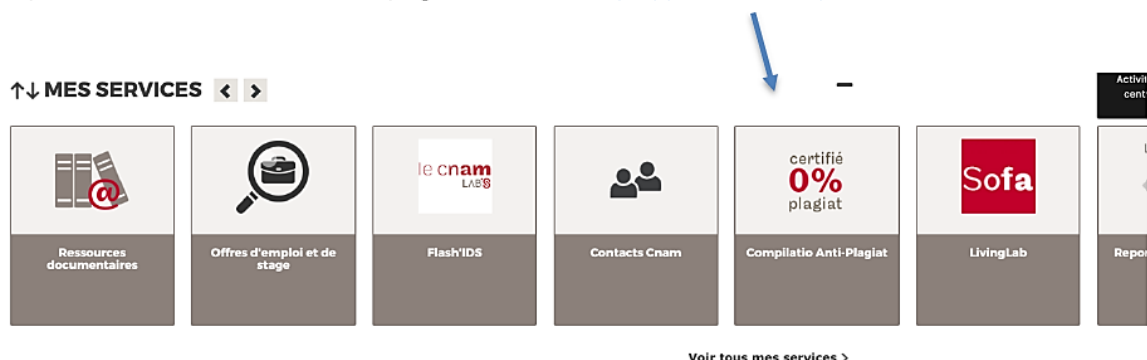 ↑↓ MES SERVICES < >
Activit
cent
le cnam
LAB'S
certifié
0%
plagiat
Sofa
Ressources
documentaires
Offres d'emploi et de
stage
Flash'IDS
Contacts Cnam
Compilatio Anti-Plagiat
LivingLab
Repor
Voir tous mes services >